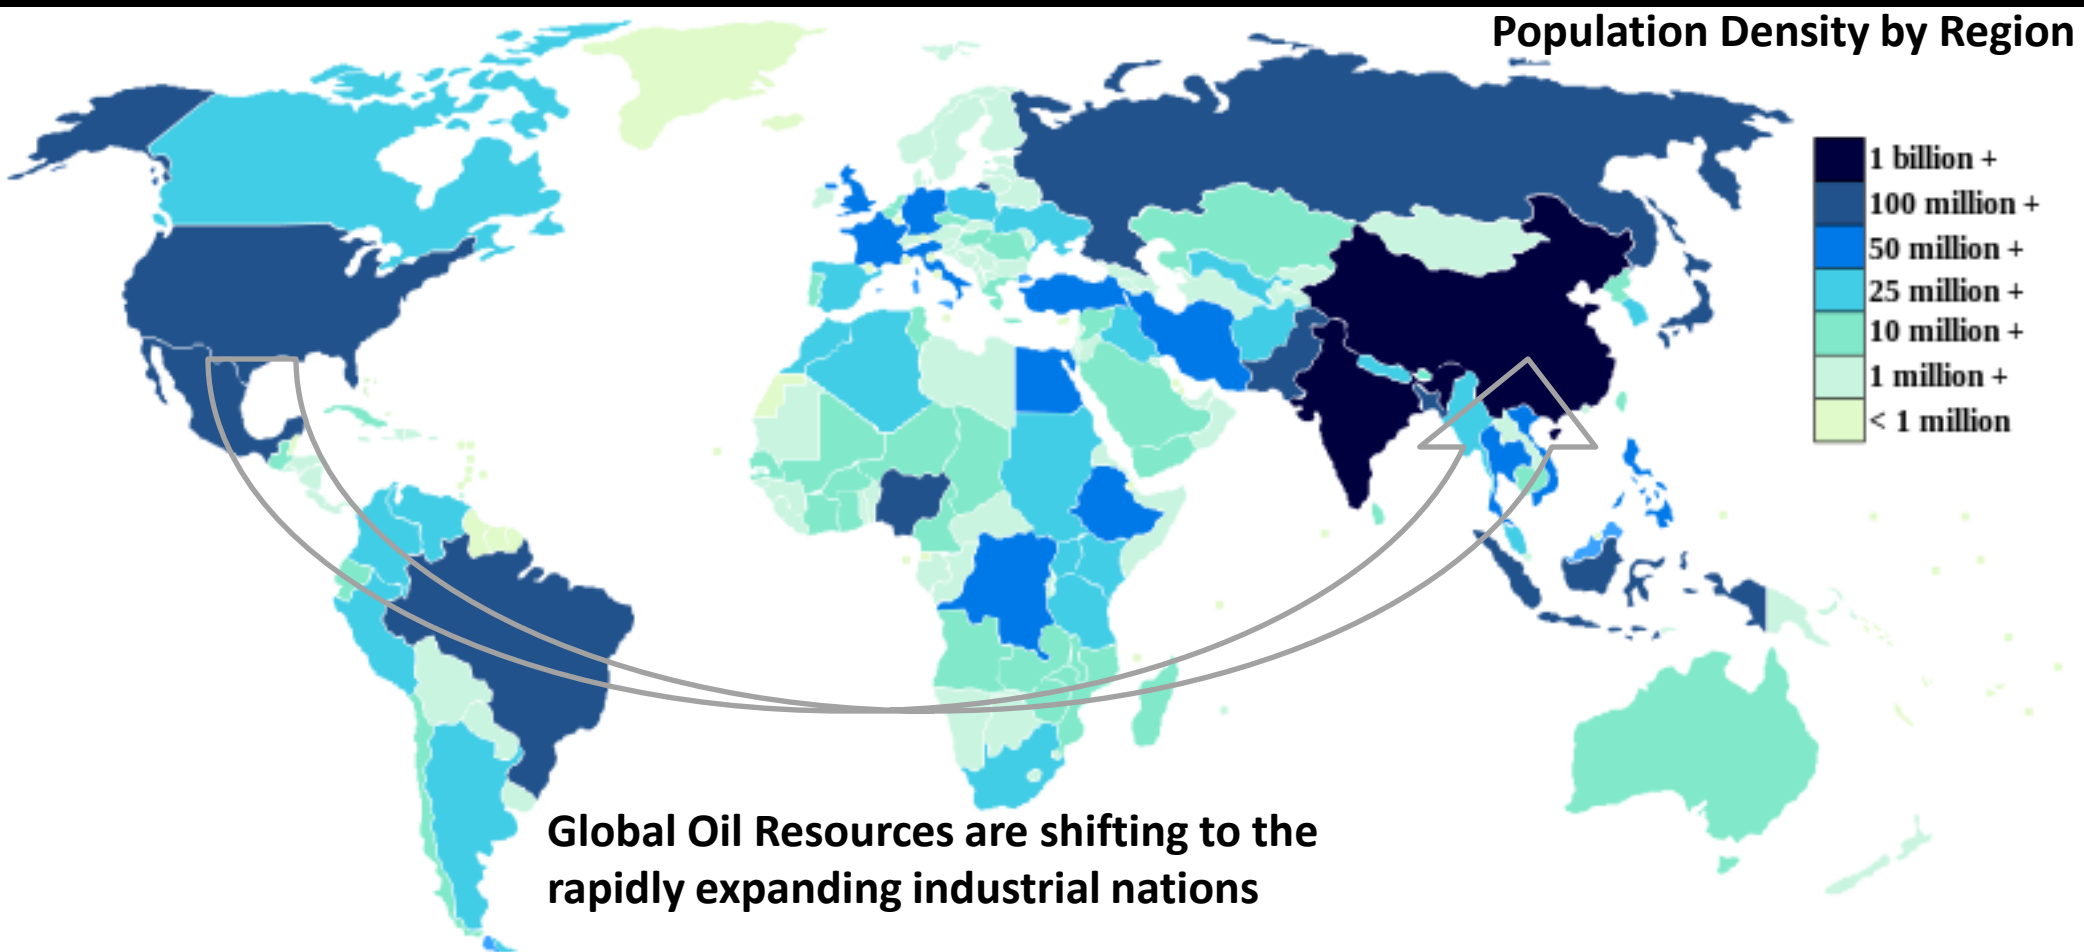 Population Density by Region
1 billion +
100 million +
50 million +
25 million +
10 million +
1 million +
< 1 million
Global Oil Resources are shifting to the
rapidly expanding industrial nations